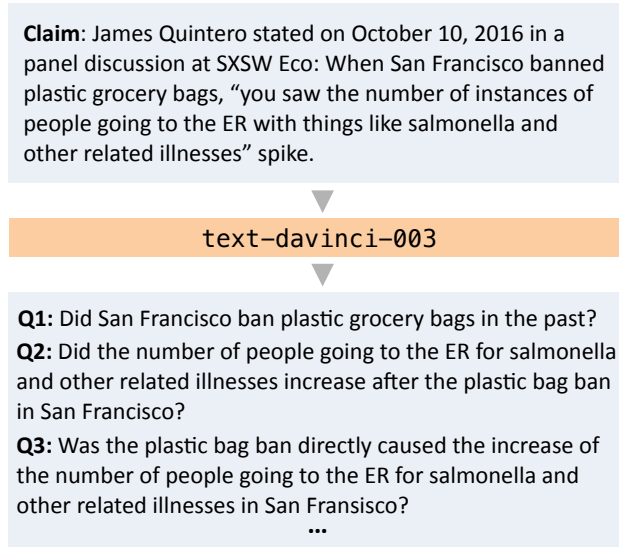 Claim: James Quintero stated on October 10, 2016 in a
panel discussion at SXSW Eco: When San Francisco banned
plastic grocery bags, “you saw the number of instances of
people going to the ER with things like salmonella and
other related illnesses” spike.
text-davinci-003
Q1: Did San Francisco ban plastic grocery bags in the past?
Q2: Did the number of people going to the ER for salmonella
and other related illnesses increase after the plastic bag ban
in San Francisco?
Q3: Was the plastic bag ban directly caused the increase of
the number of people going to the ER for salmonella and
other related illnesses in San Fransisco?
...